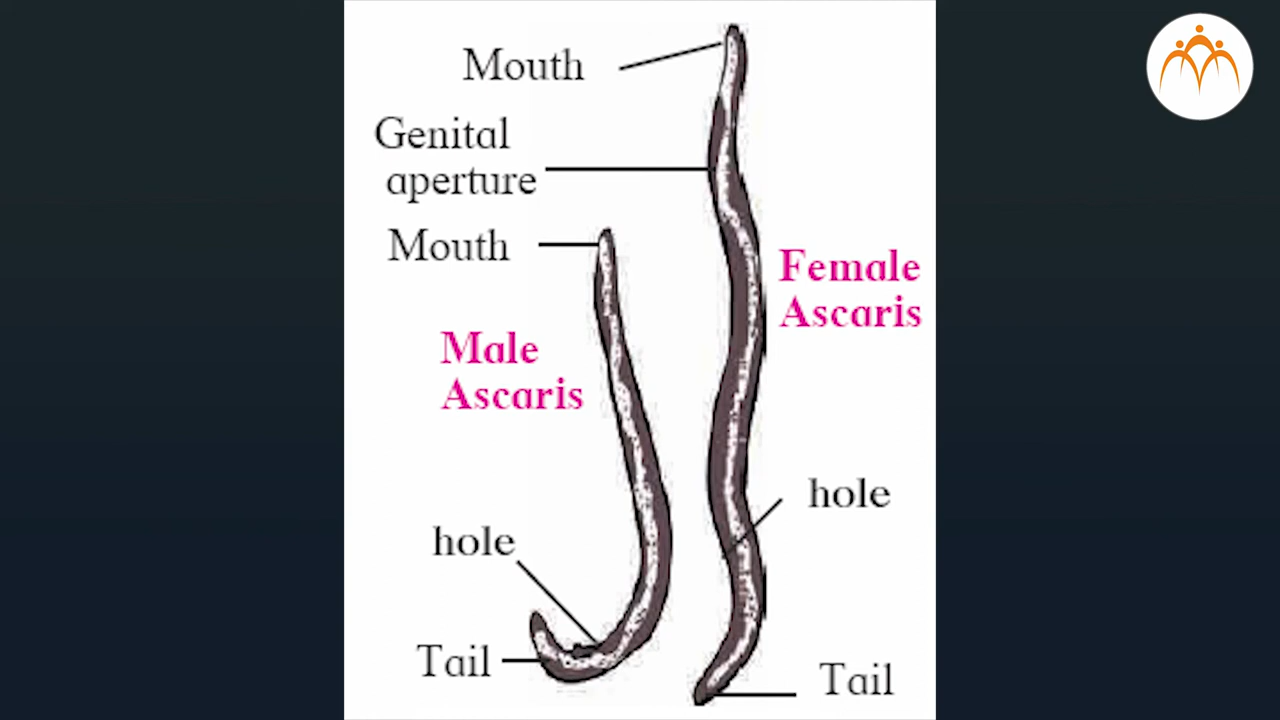 Mouth
Genital
aperture
Mouth
Female
Ascaris
Male
Ascaris
hole
hole
Tail
Tail